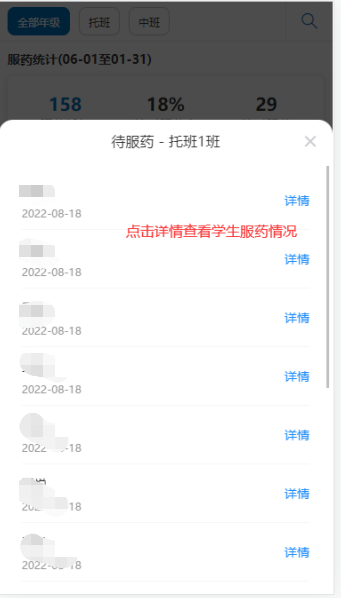 全部年级 托班 中班
服药统计(06-01至01-31)
158 18% 29
待服药 - 托班1班
详情
2022-08-18
点击详情查看学生服药情况
详情
2022-08-18
详情
2022-08-18
详情
2022-08-18
详情
详情
详情